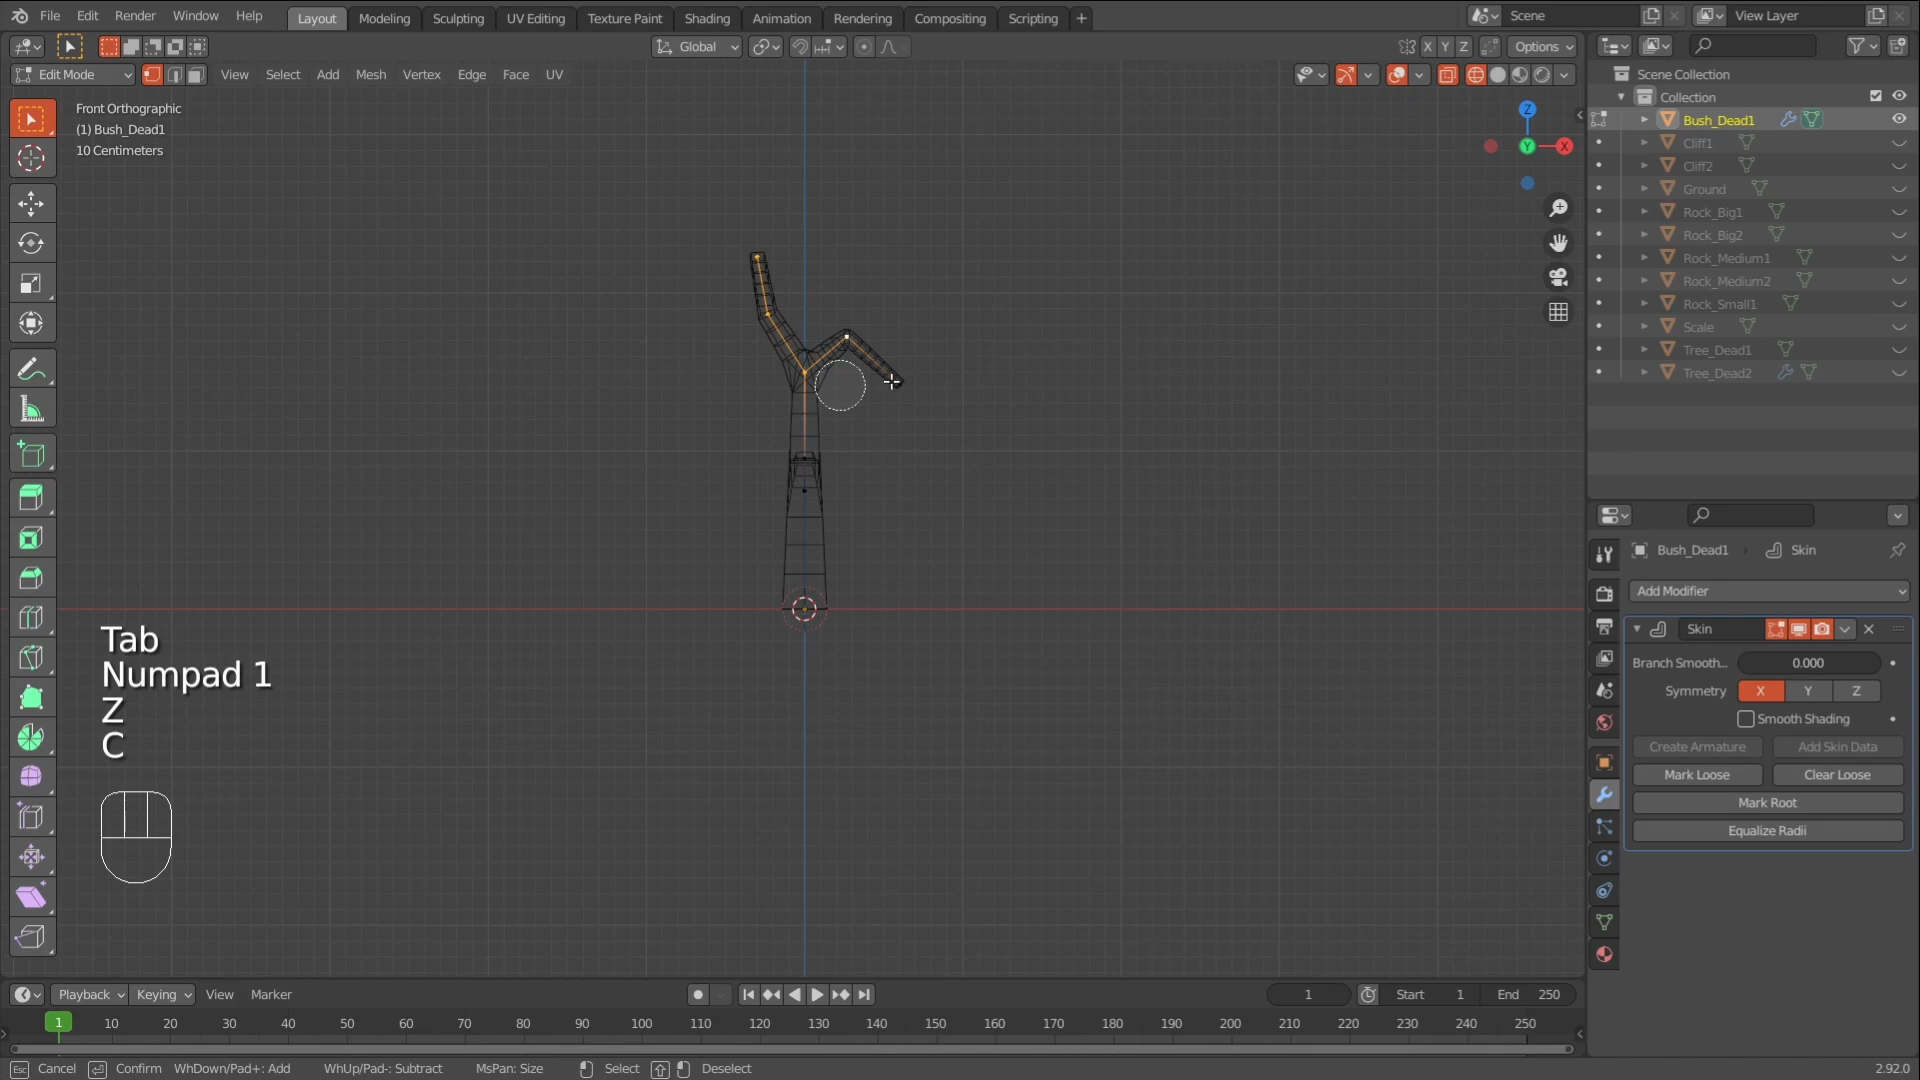 File Edit Render Window Help Layout Modeling Sculpting UV Editing Texture Paint Shading Animation Rendering Compositing Scripting + Scene View Layer
Global X Y Z Options
Edit Mode View Select Add Mesh Vertex Edge Face UV
Front Orthographic
(1) Bush_Dead1
10 Centimeters
Z
Y
X
Scene Collection
Collection
Bush_Dead1
Cliff1
Cliff2
Ground
Rock_Big1
Rock_Big2
Rock_Medium1
Rock_Medium2
Rock_Small1
Scale
Tree_Dead1
Tree_Dead2
Bush_Dead1 › Skin
Add Modifier
Skin
Branch Smooth... 0.000
Symmetry X Y Z
Smooth Shading
Create Armature Add Skin Data
Mark Loose Clear Loose
Mark Root
Equalize Radii
Tab
Numpad 1
Z
C
Playback Keying View Marker 1 Start 1 End 250
1 10 20 30 40 50 60 70 80 90 100 110 120 130 140 150 160 170 180 190 200 210 220 230 240 250
Esc Cancel Confirm WhDown/Pad+: Add WhUp/Pad-: Subtract MsPan: Size Select Deselect 2.92.0